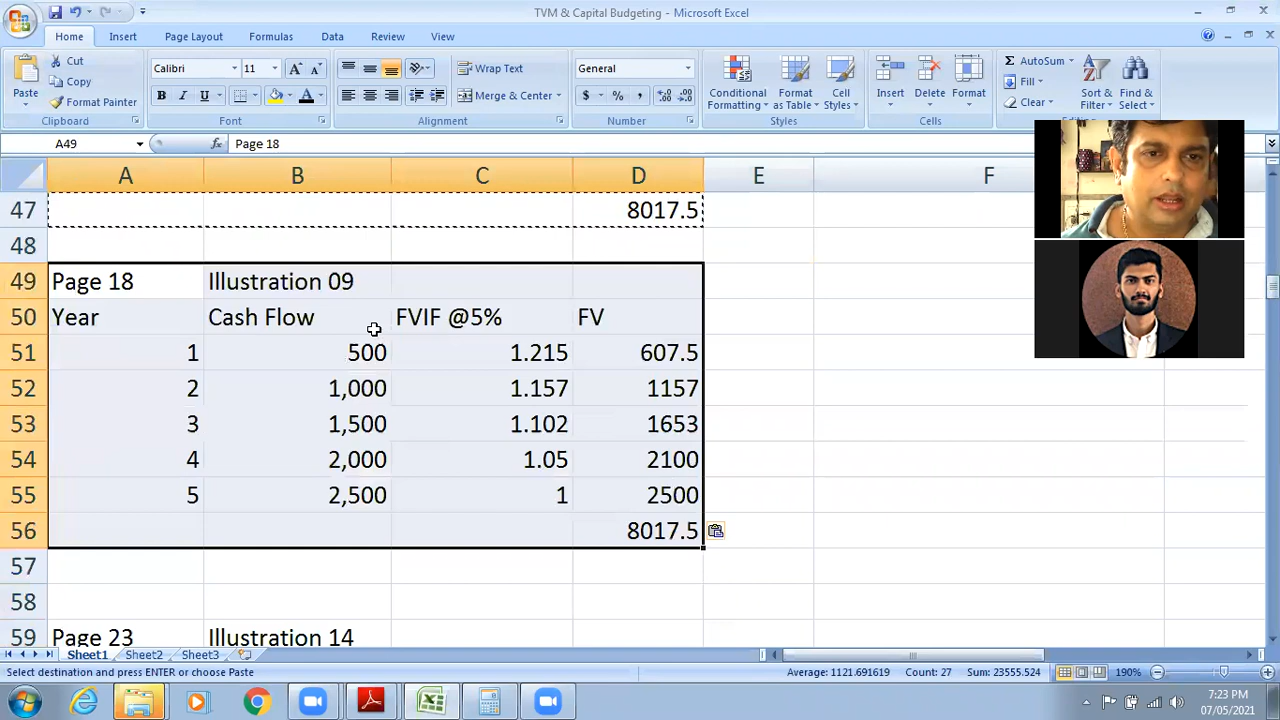 TVM & Capital Budgeting - Microsoft Excel
Home Insert Page Layout Formulas Data Review View
Paste
Cut
Copy
Format Painter
Clipboard
Calibri 11
B I U
Font
Wrap Text
Merge & Center
Alignment
General
$ % , .0 .00 .00 .0
Number
Conditional Formatting
Format as Table
Cell Styles
Styles
Insert Delete Format
Cells
Σ AutoSum
Fill
Clear
Sort & Filter
Find & Select
A49 fx Page 18
A B C D E F
47 8017.5
48
49 Page 18 Illustration 09
50 Year Cash Flow FVIF @5% FV
51 1 500 1.215 607.5
52 2 1,000 1.157 1157
53 3 1,500 1.102 1653
54 4 2,000 1.05 2100
55 5 2,500 1 2500
56 8017.5
57
58
59 Page 23 Illustration 14
Sheet1 Sheet2 Sheet3
Select destination and press ENTER or choose Paste Average: 1121.691619 Count: 27 Sum: 23555.524 190%
7:23 PM
07/05/2021